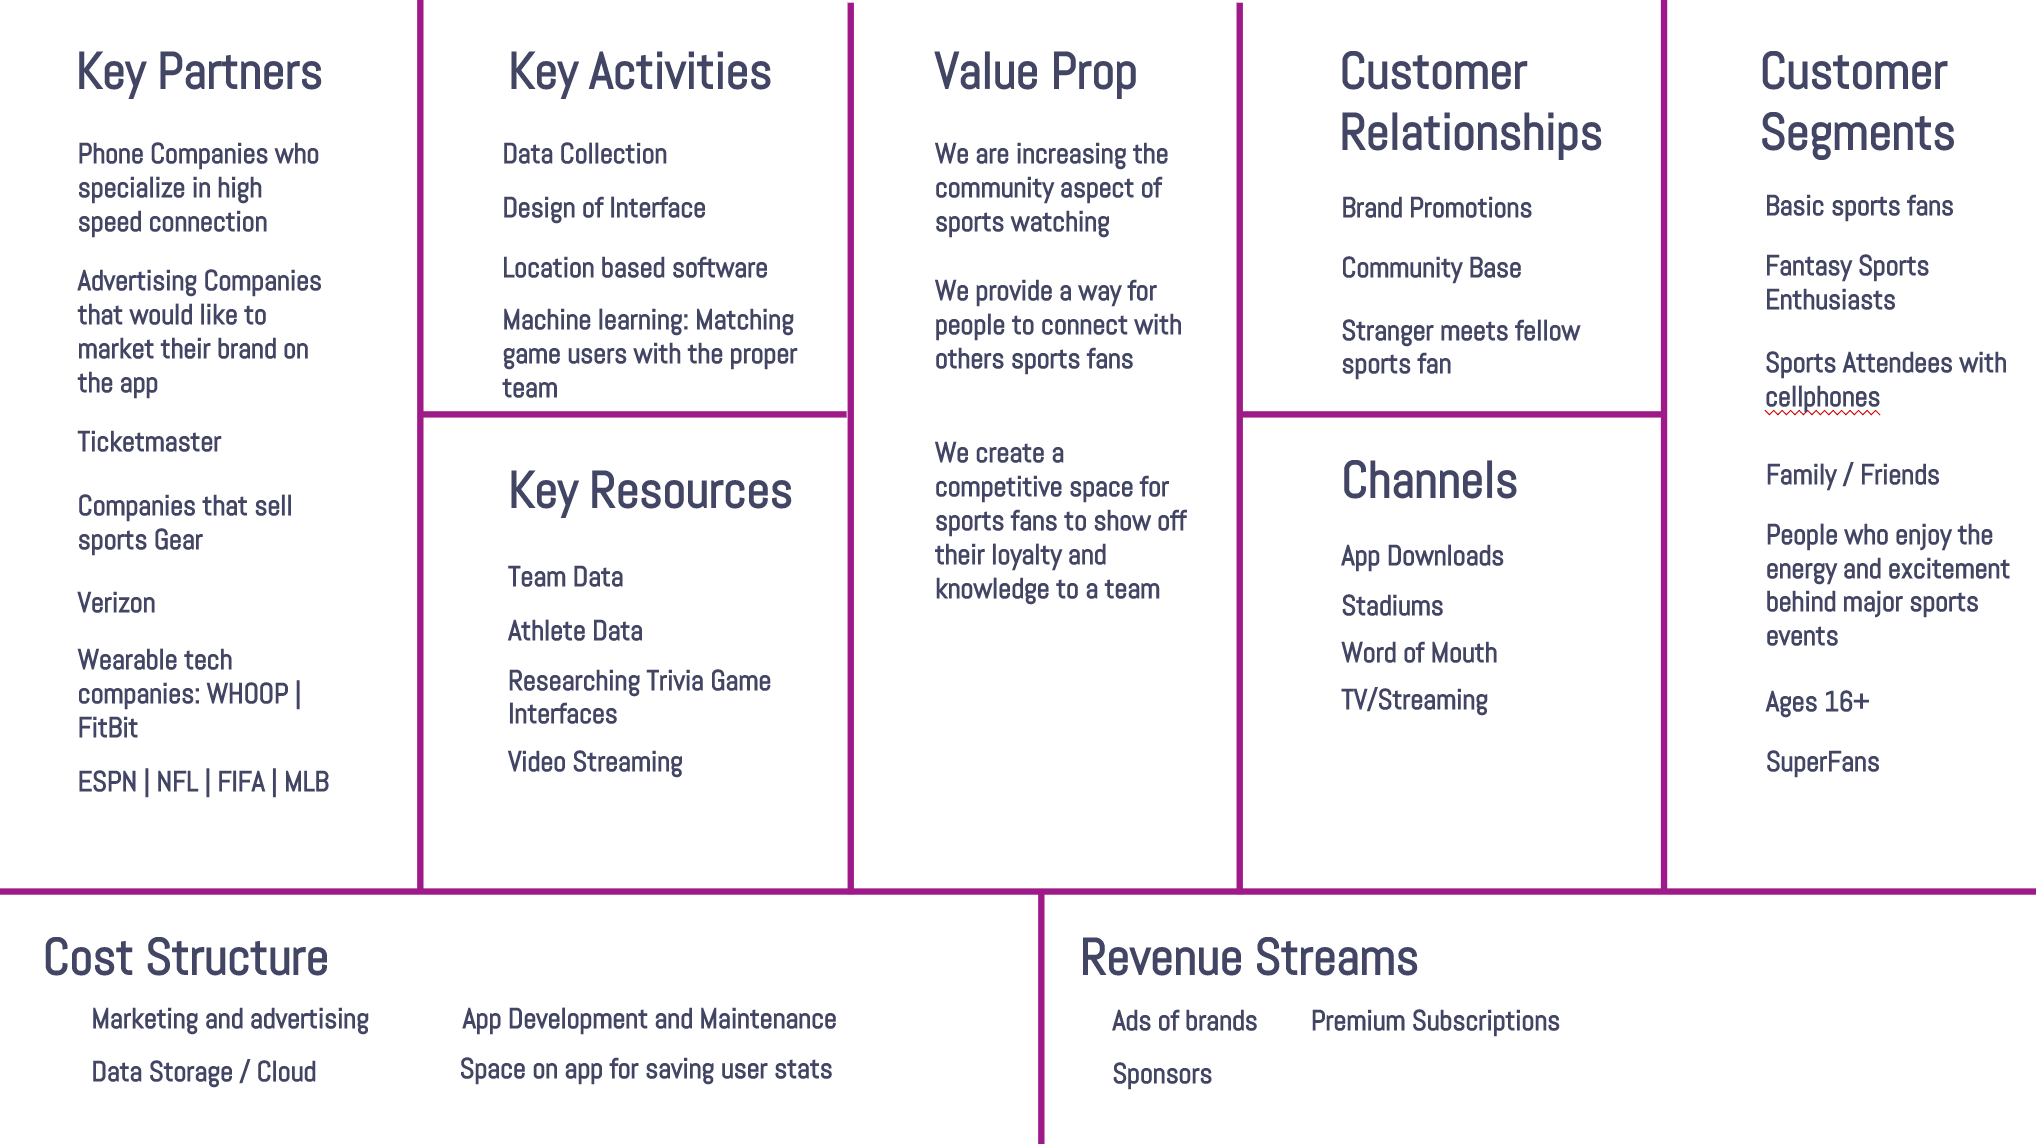 Key Partners
Phone Companies who
specialize in high
speed connection
Advertising Companies
that would like to
market their brand on
the app
Ticketmaster
Companies that sell
sports Gear
Verizon
Wearable tech
companies: WHOOP |
FitBit
ESPN | NFL | FIFA | MLB
Key Activities
Data Collection
Design of Interface
Location based software
Machine learning: Matching
game users with the proper
team
Key Resources
Team Data
Athlete Data
Researching Trivia Game
Interfaces
Video Streaming
Value Prop
We are increasing the
community aspect of
sports watching
We provide a way for
people to connect with
others sports fans
We create a
competitive space for
sports fans to show off
their loyalty and
knowledge to a team
Customer
Relationships
Brand Promotions
Community Base
Stranger meets fellow
sports fan
Channels
App Downloads
Stadiums
Word of Mouth
TV/Streaming
Customer
Segments
Basic sports fans
Fantasy Sports
Enthusiasts
Sports Attendees with
cellphones
Family / Friends
People who enjoy the
energy and excitement
behind major sports
events
Ages 16+
SuperFans
Cost Structure
Marketing and advertising
App Development and Maintenance
Data Storage / Cloud
Space on app for saving user stats
Revenue Streams
Ads of brands
Premium Subscriptions
Sponsors